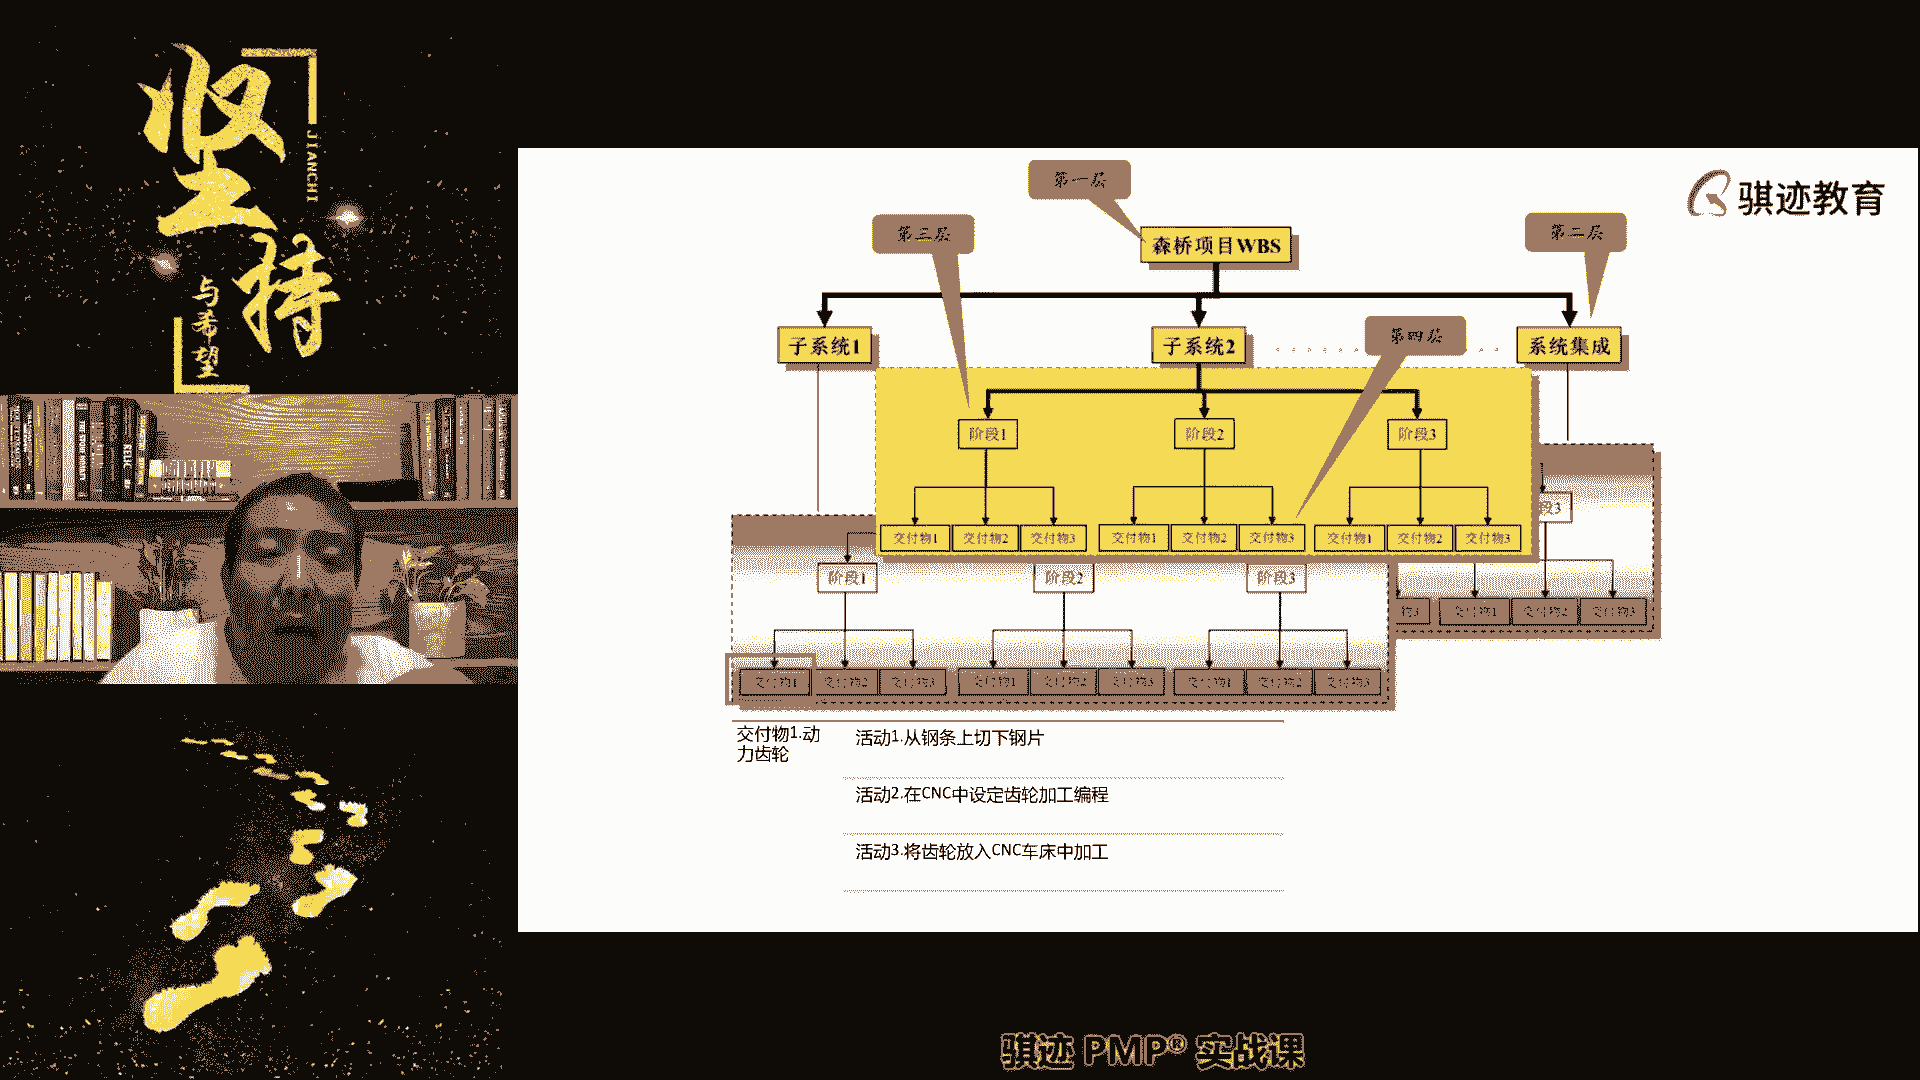 坚持
JIANCHI
与希望
骐迹教育
第一层
第三层
第二层
森桥项目WBS
第四层
子系统1
子系统2
系统集成
阶段1
阶段2
阶段3
段3
交付物1
交付物2
交付物3
交付物1
交付物2
交付物3
交付物1
交付物2
交付物3
阶段1
阶段2
阶段3
物3
交付物1
交付物2
交付物3
交付物1
交付物2
交付物3
交付物1
交付物2
交付物3
交付物1
交付物2
交付物3
交付物1.动
力齿轮
活动1.从钢条上切下钢片
活动2.在CNC中设定齿轮加工编程
活动3.将齿轮放入CNC车床中加工
骐迹 PMP® 实战课